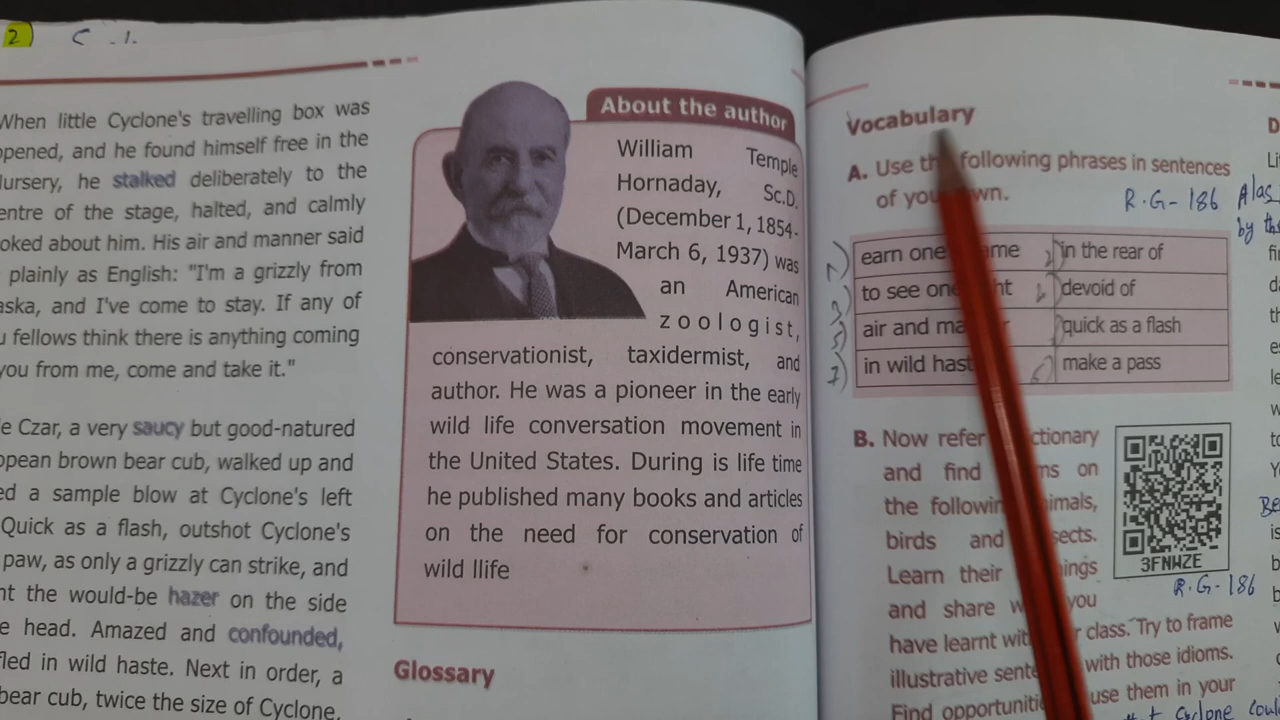 2
When little Cyclone's travelling box was
opened, and he found himself free in the
Nursery, he stalked deliberately to the
entre of the stage, halted, and calmly
ooked about him. His air and manner said
plainly as English: "I'm a grizzly from
aska, and I've come to stay. If any of
u fellows think there is anything coming
you from me, come and take it."
e Czar, a very saucy but good-natured
opean brown bear cub, walked up and
ed a sample blow at Cyclone's left
Quick as a flash, outshot Cyclone's
paw, as only a grizzly can strike, and
nt the would-be hazer on the side
e head. Amazed and confounded,
fled in wild haste. Next in order, a
bear cub, twice the size of Cyclone,
About the author
William Temple
Hornaday, Sc.D.
(December 1, 1854-
March 6, 1937) was
an American
zoologist,
conservationist, taxidermist, and
author. He was a pioneer in the early
wild life conversation movement in
the United States. During is life time
he published many books and articles
on the need for conservation of
wild llife
Glossary
Vocabulary
A. Use the following phrases in sentences
of your own.
R.G-186
earn one me in the rear of
to see one ht devoid of
air and ma r quick as a flash
in wild hast make a pass
B. Now refer ctionary
and find ms on
the followin imals,
birds and sects.
Learn their ings
and share w you
have learnt wit r class. Try to frame
illustrative sente with those idioms.
Find opportuniti use them in your
3FNWZE
R.G-186
Alas
by the
Cyclone coul